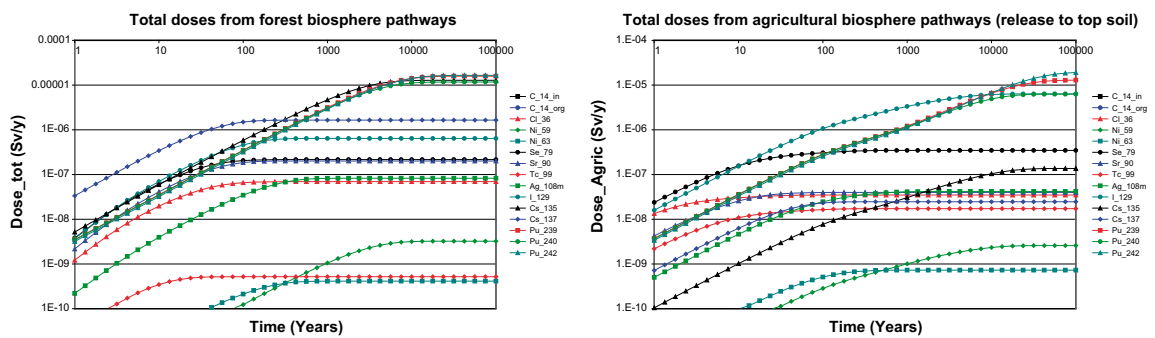 Total doses from forest biosphere pathways
0.0001
1 10 100 1000 10000 100000
0.00001
1E-06
1E-07
1E-08
1E-09
1E-10
Dose_tot (Sv/y)
Time (Years)
C_14_in
C_14_org
Cl_36
Ni_59
Ni_63
Se_79
Sr_90
Tc_99
Ag_108m
I_129
Cs_135
Cs_137
Pu_239
Pu_240
Pu_242
Total doses from agricultural biosphere pathways (release to top soil)
1.E-04
1 10 100 1000 10000 100000
1.E-05
1.E-06
1.E-07
1.E-08
1.E-09
1.E-10
Dose_Agric (Sv/y)
Time (Years)
C_14_in
C_14_org
Cl_36
Ni_59
Ni_63
Se_79
Sr_90
Tc_99
Ag_108m
I_129
Cs_135
Cs_137
Pu_239
Pu_240
Pu_242